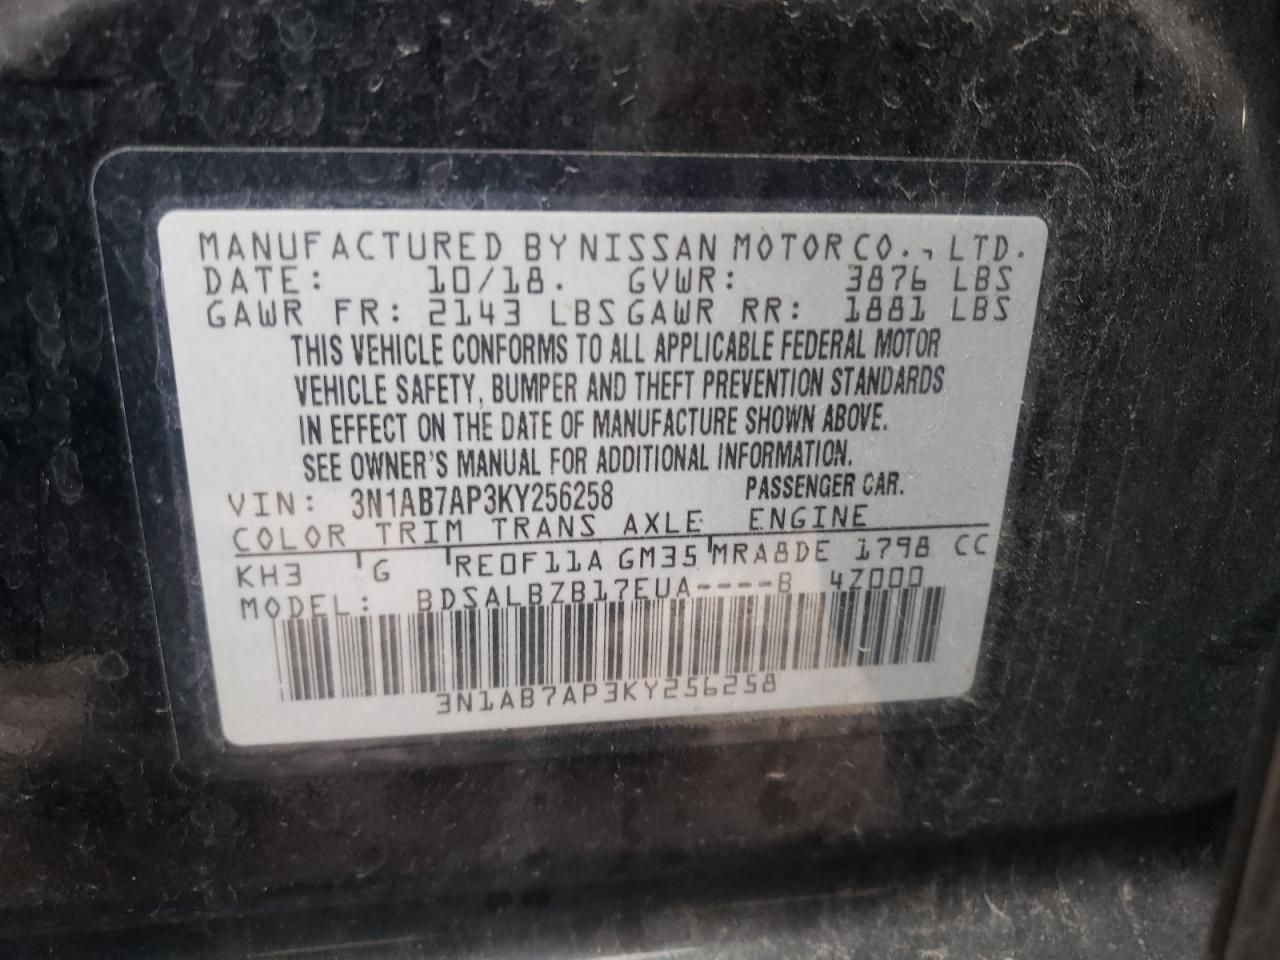 MANUFACTURED BY NISSAN MOTOR CO., LTD.
DATE: 10/18. GVWR: 3876 LBS
GAWR FR: 2143 LBS GAWR RR: 1881 LBS
THIS VEHICLE CONFORMS TO ALL APPLICABLE FEDERAL MOTOR
VEHICLE SAFETY, BUMPER AND THEFT PREVENTION STANDARDS
IN EFFECT ON THE DATE OF MANUFACTURE SHOWN ABOVE.
SEE OWNER'S MANUAL FOR ADDITIONAL INFORMATION.
VIN: 3N1AB7AP3KY256258 PASSENGER CAR.
COLOR TRIM TRANS AXLE ENGINE
KH3 G RE0F11A GM35 MRA8DE 1798 CC
MODEL: BDSALBZB17EUA----B 4Z000
3N1AB7AP3KY256258